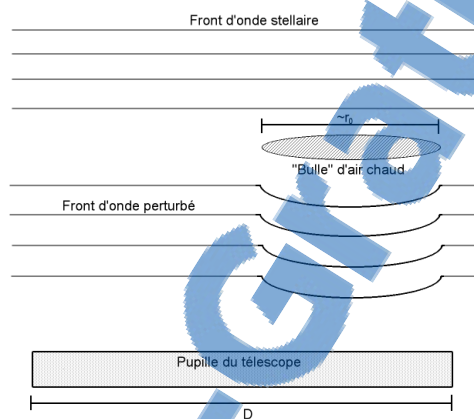 Front d'onde stellaire
~r₀
"Bulle" d'air chaud
Front d'onde perturbé
Pupille du télescope
D